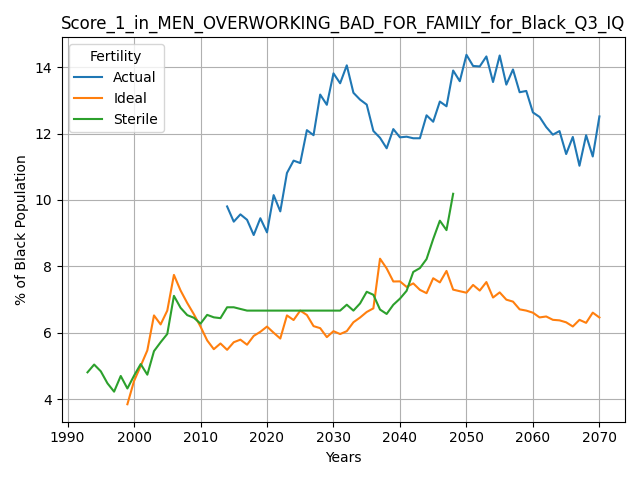 Score_1_in_MEN_OVERWORKING_BAD_FOR_FAMILY_for_Black_Q3_IQ
Fertility
Actual
Ideal
Sterile
% of Black Population
14
12
10
8
6
4
1990 2000 2010 2020 2030 2040 2050 2060 2070
Years